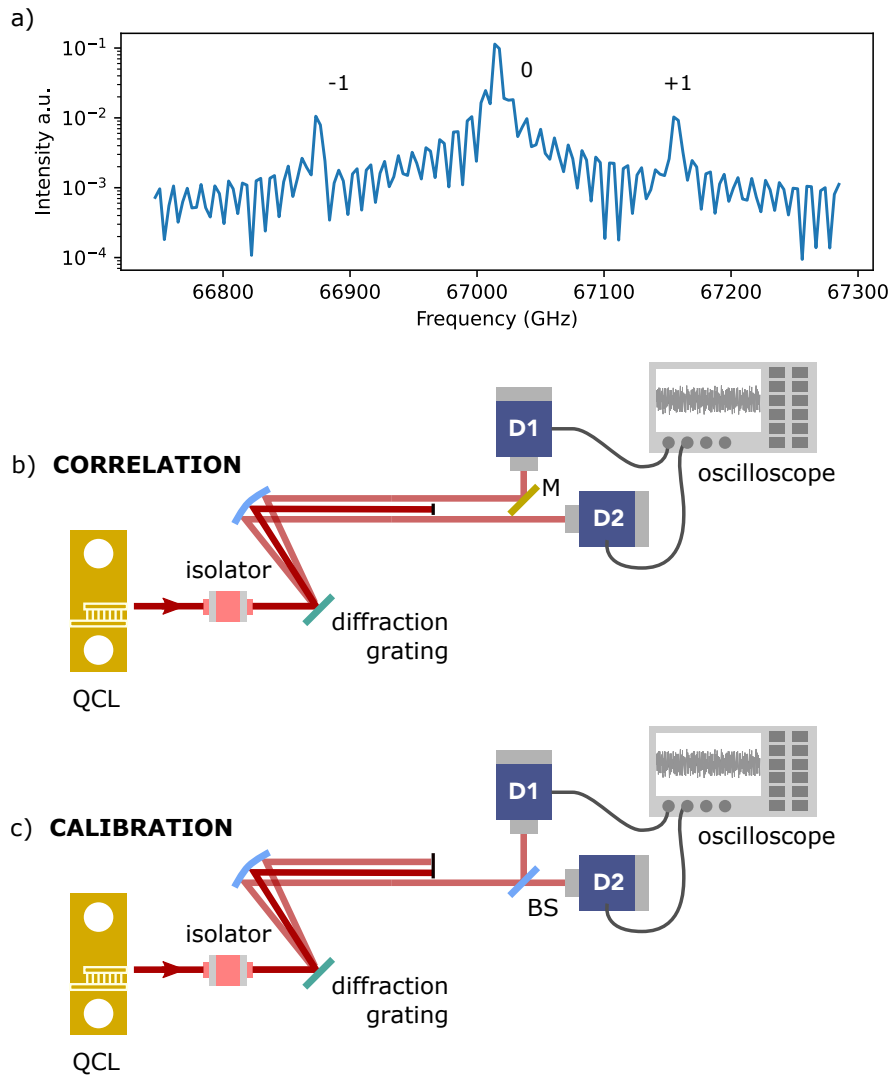 a)
Intensity a.u.
10⁻¹
10⁻²
10⁻³
10⁻⁴
-1
0
+1
66800
66900
67000
67100
67200
67300
Frequency (GHz)
b) CORRELATION
D1
M
D2
oscilloscope
isolator
diffraction
grating
QCL
c) CALIBRATION
D1
BS
D2
oscilloscope
isolator
diffraction
grating
QCL